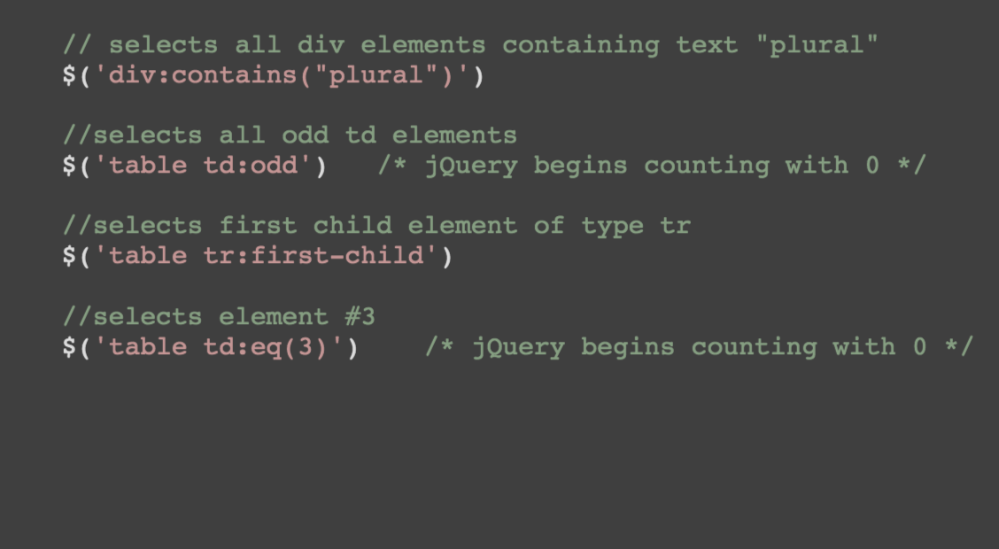 // selects all div elements containing text "plural"
$('div:contains("plural")')
//selects all odd td elements
$('table td:odd')   /* jQuery begins counting with 0 */
//selects first child element of type tr
$('table tr:first-child')
//selects element #3
$('table td:eq(3)')    /* jQuery begins counting with 0 */